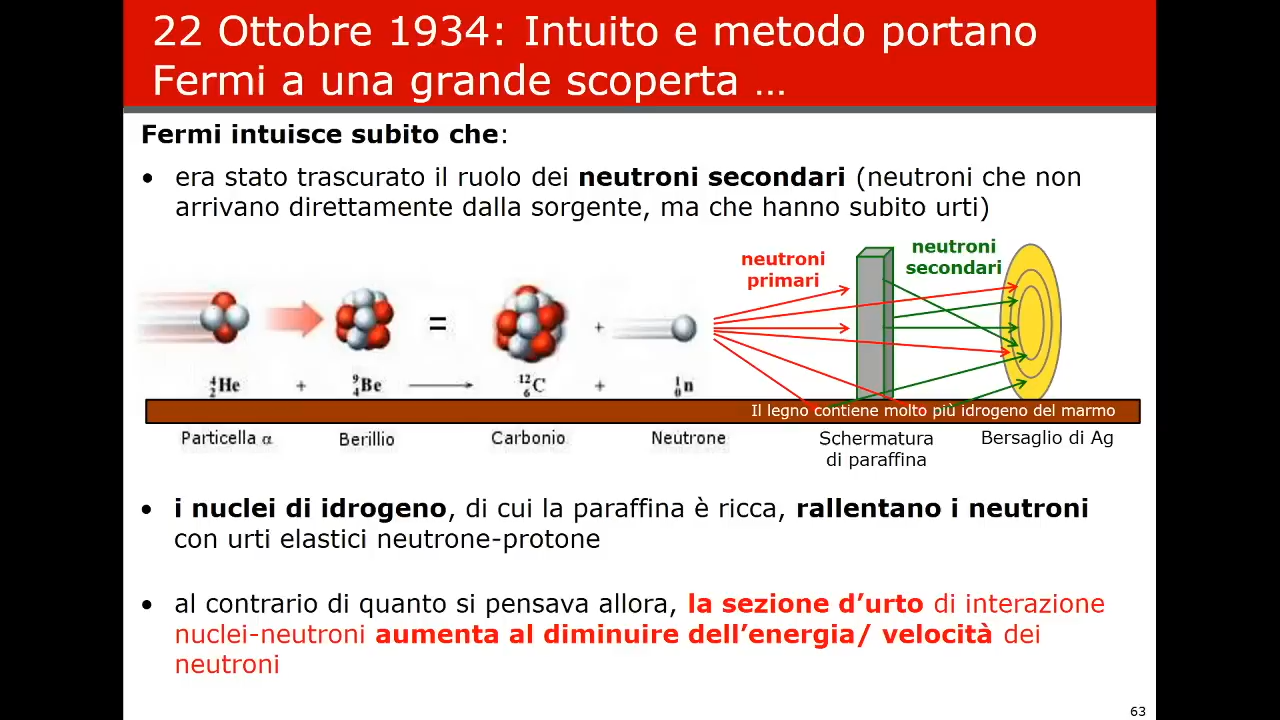 22 Ottobre 1934: Intuito e metodo portano
Fermi a una grande scoperta …
Fermi intuisce subito che:
• era stato trascurato il ruolo dei neutroni secondari (neutroni che non
arrivano direttamente dalla sorgente, ma che hanno subito urti)
neutroni
primari
neutroni
secondari
=
+
⁴₂He + ⁹₄Be ⟶ ¹²₆C + ¹₀n
Il legno contiene molto più idrogeno del marmo
Particella α
Berillio
Carbonio
Neutrone
Schermatura
di paraffina
Bersaglio di Ag
• i nuclei di idrogeno, di cui la paraffina è ricca, rallentano i neutroni
con urti elastici neutrone-protone
• al contrario di quanto si pensava allora, la sezione d’urto di interazione
nuclei-neutroni aumenta al diminuire dell’energia/ velocità dei
neutroni
63